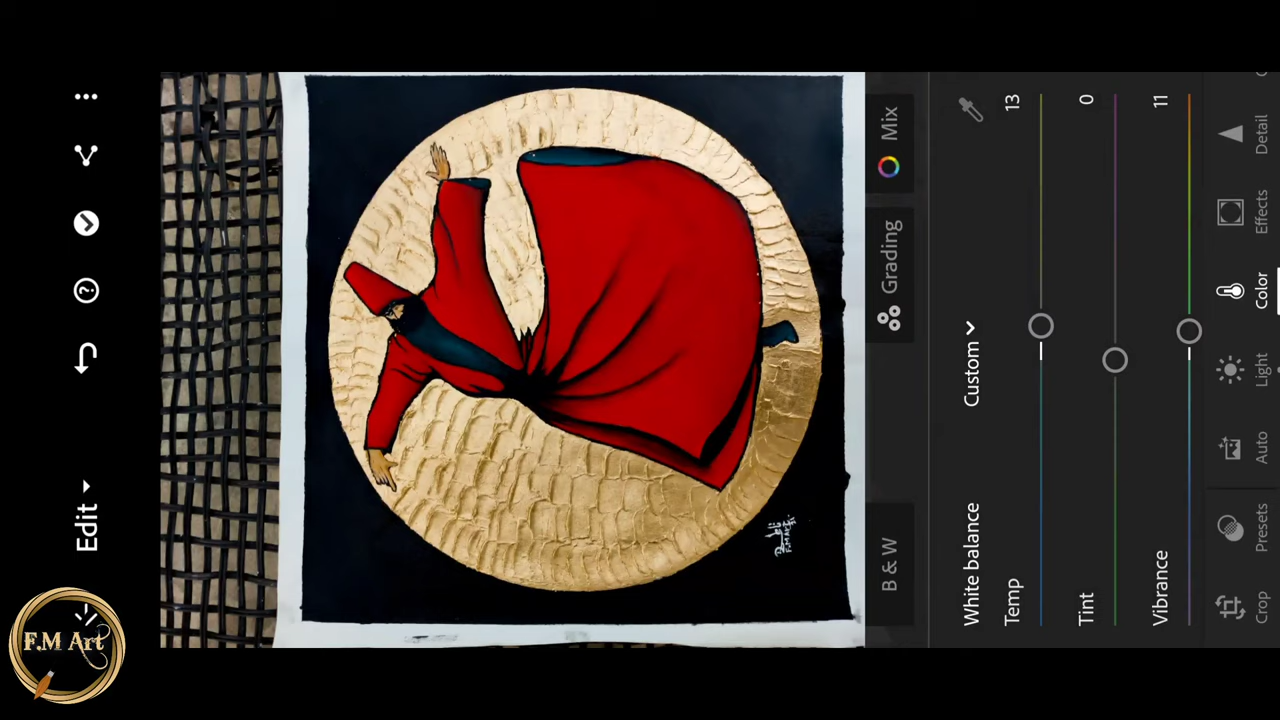 Edit
Mix
Grading
B & W
White balance
Custom
Temp
13
Tint
0
Vibrance
11
Crop
Presets
Auto
Light
Color
Effects
Detail
F.M Art
F.M Art